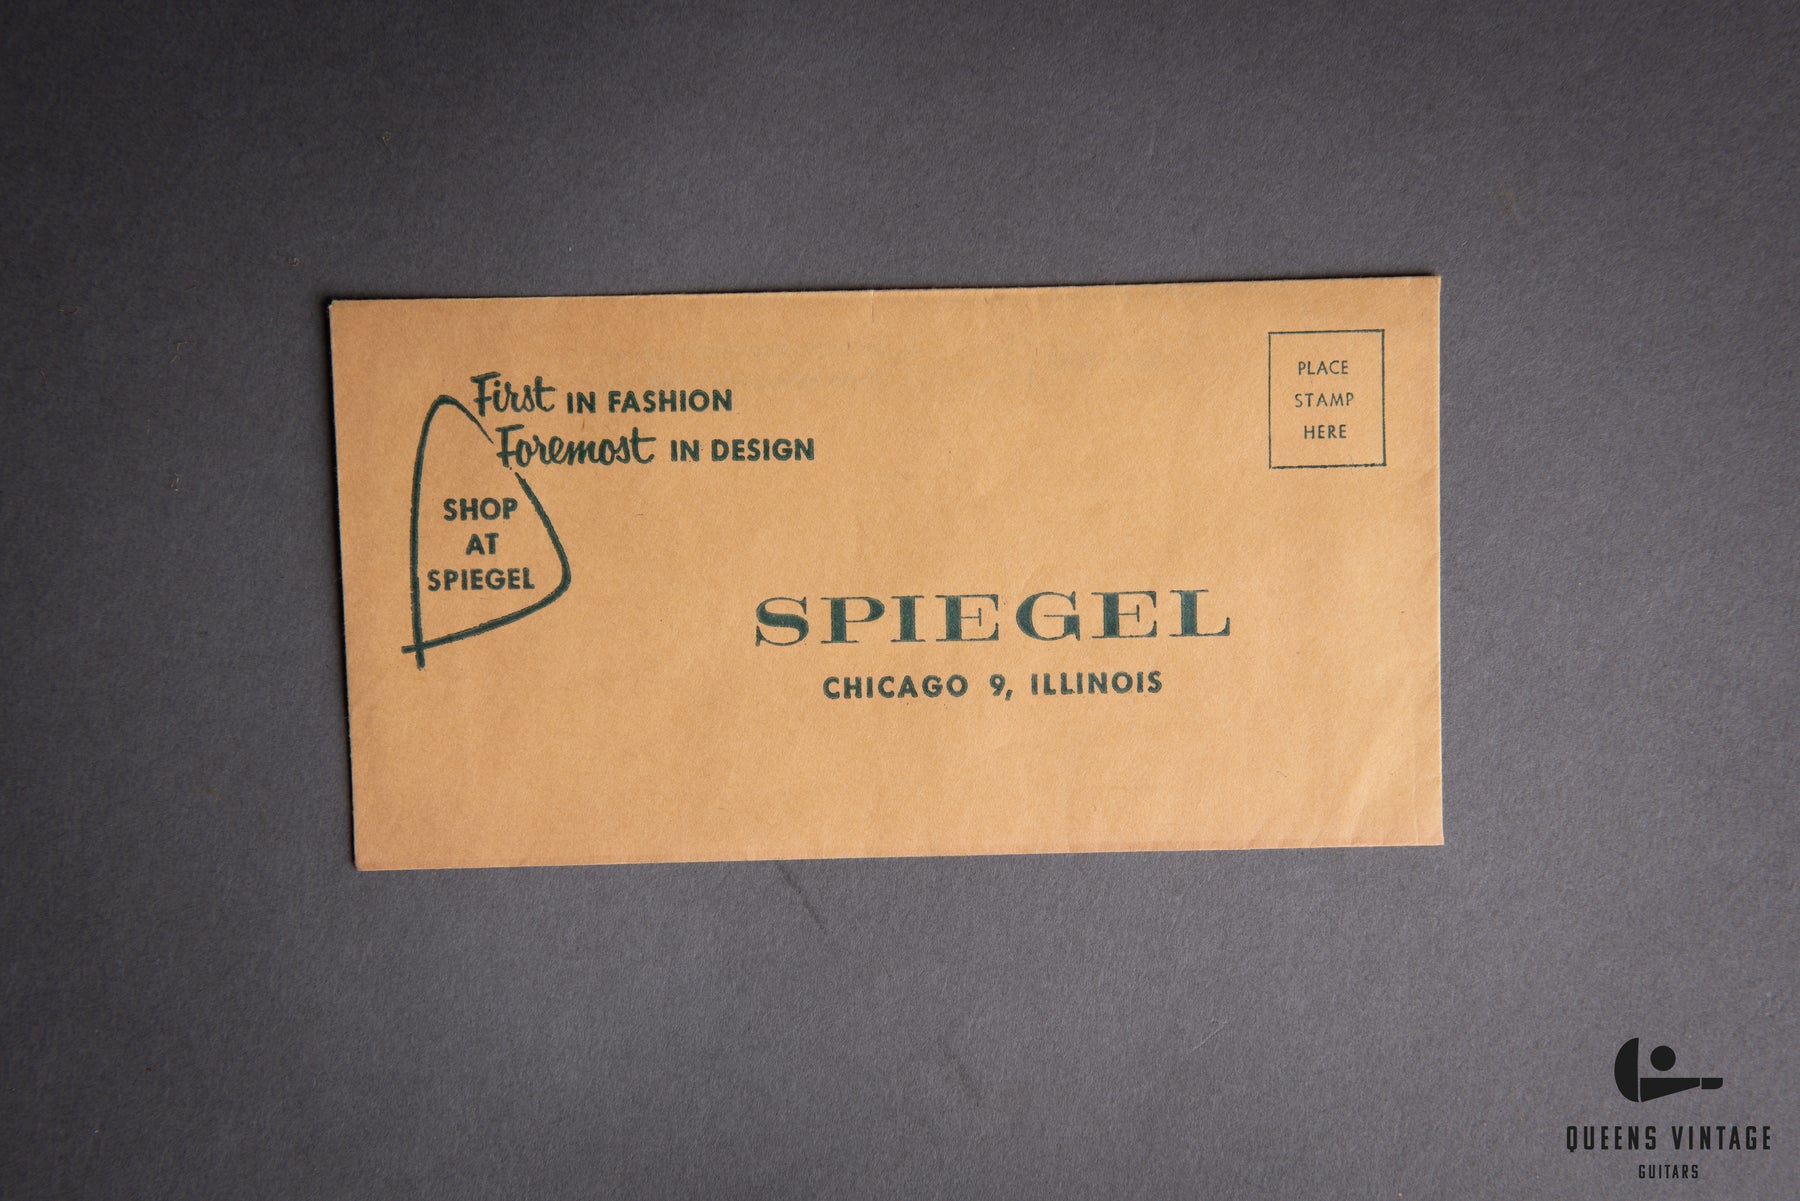 First IN FASHION
Foremost IN DESIGN
SHOP
AT
SPIEGEL
PLACE
STAMP
HERE
SPIEGEL
CHICAGO 9, ILLINOIS
QUEENS VINTAGE
GUITARS